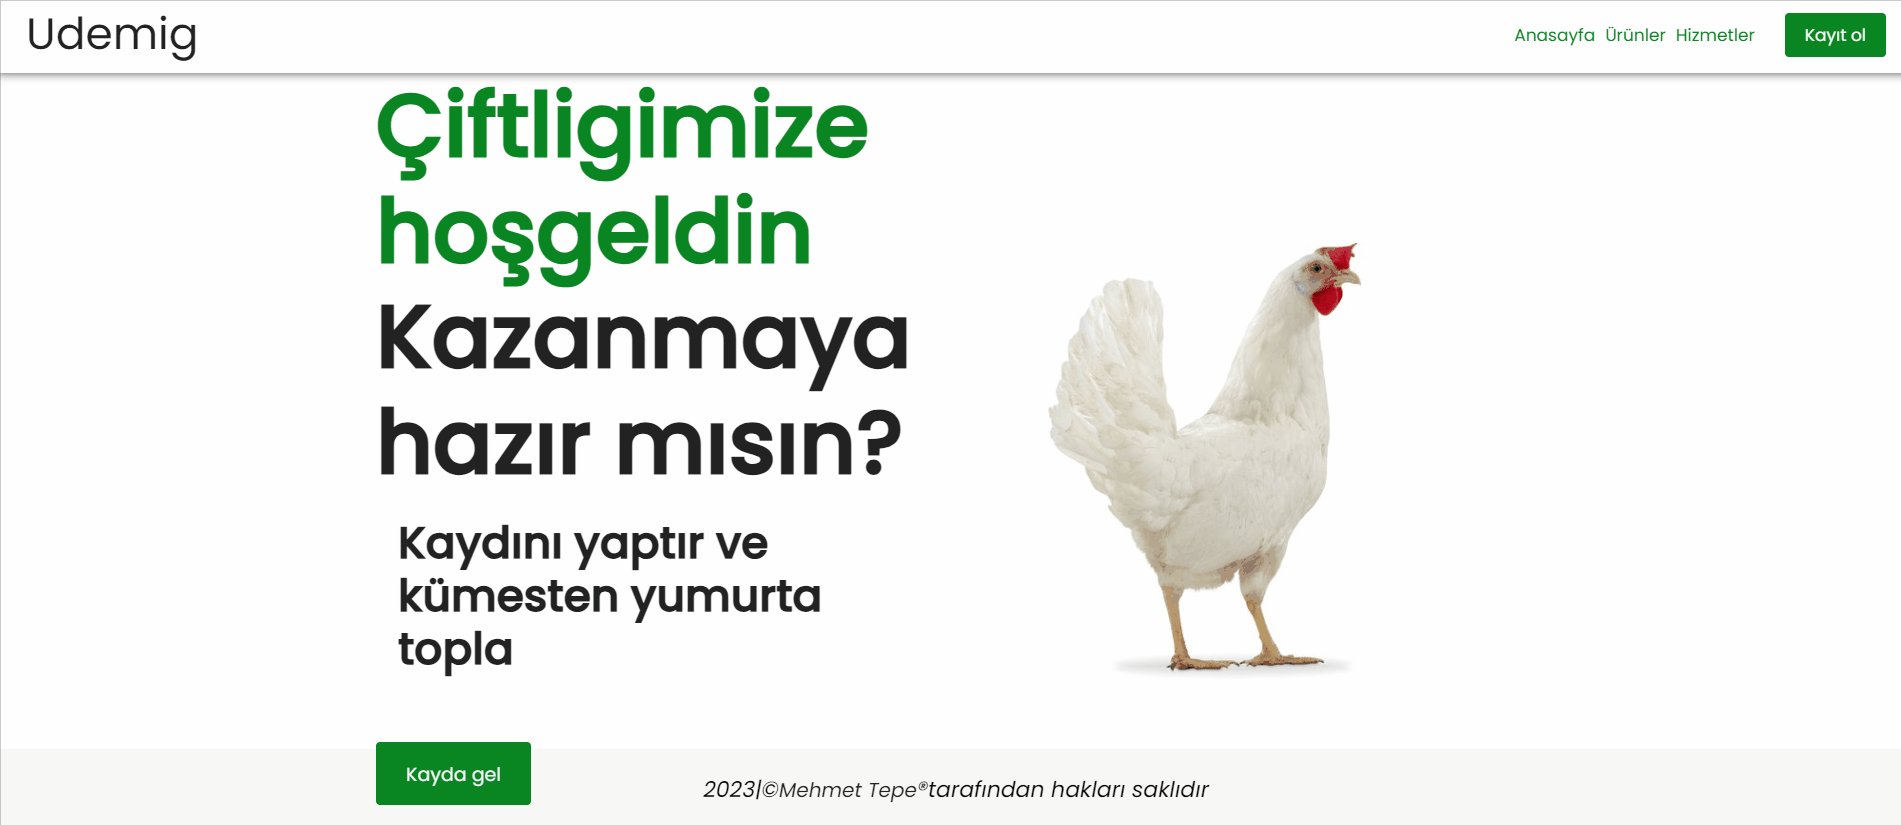 Udemig
Anasayfa Ürünler Hizmetler Kayıt ol
Çiftligimize
hoşgeldin
Kazanmaya
hazır mısın?
Kaydını yaptır ve
kümesten yumurta
topla
Kayda gel
2023|©Mehmet Tepe®tarafından hakları saklıdır